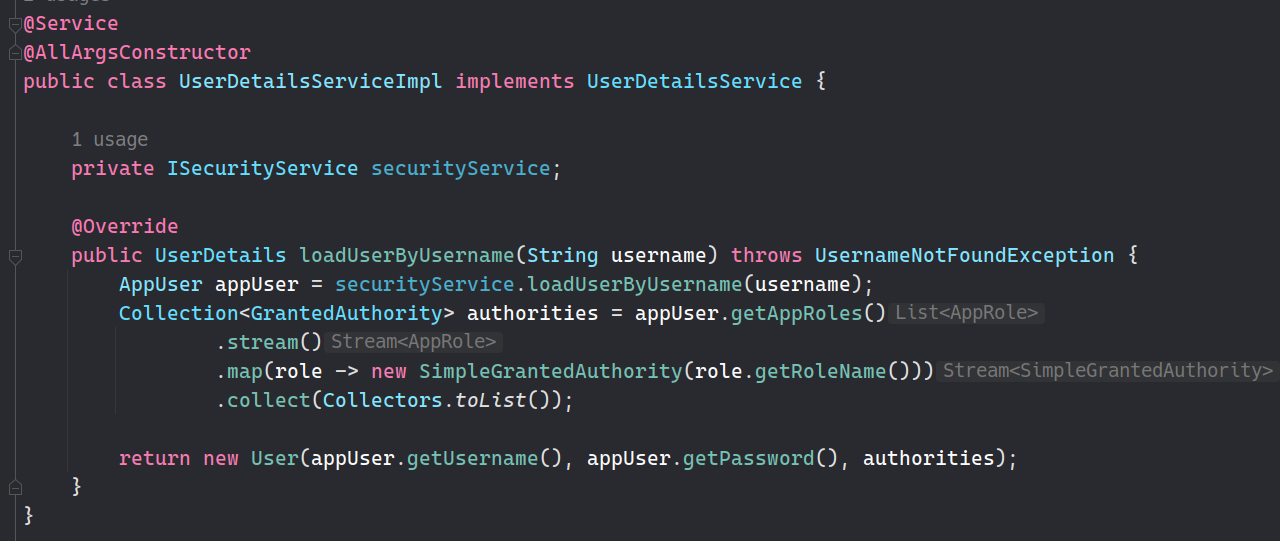 @Service
@AllArgsConstructor
public class UserDetailsServiceImpl implements UserDetailsService {
1 usage
private ISecurityService securityService;
@Override
public UserDetails loadUserByUsername(String username) throws UsernameNotFoundException {
AppUser appUser = securityService.loadUserByUsername(username);
Collection<GrantedAuthority> authorities = appUser.getAppRoles() List<AppRole>
.stream() Stream<AppRole>
.map(role -> new SimpleGrantedAuthority(role.getRoleName())) Stream<SimpleGrantedAuthority>
.collect(Collectors.toList());
return new User(appUser.getUsername(), appUser.getPassword(), authorities);
}
}